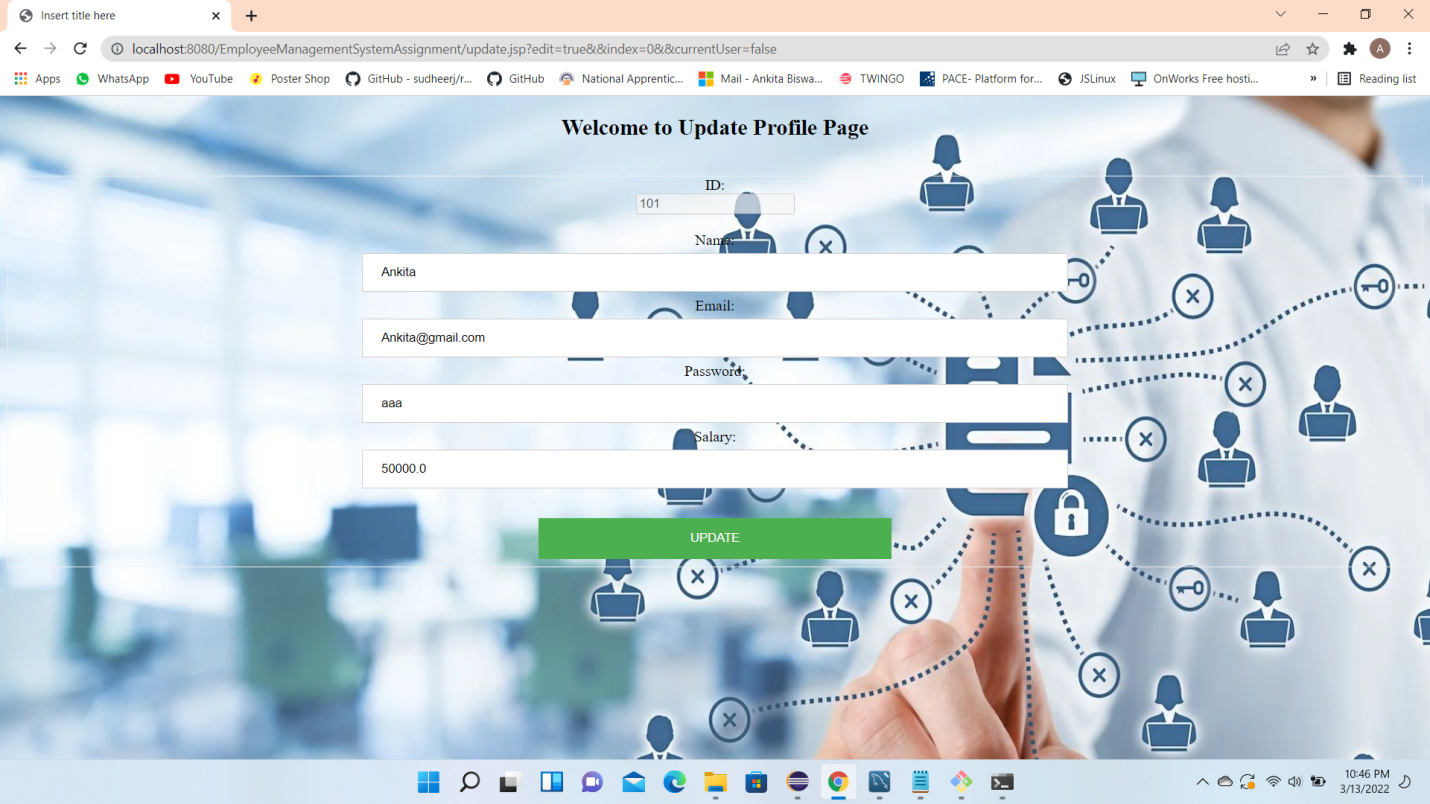 Insert title here
localhost:8080/EmployeeManagementSystemAssignment/update.jsp?edit=true&&index=0&&currentUser=false
A
Apps WhatsApp YouTube Poster Shop GitHub - sudheerj/r... GitHub National Apprentic... Mail - Ankita Biswa... TWINGO PACE- Platform for... JSLinux OnWorks Free hosti... » Reading list
Welcome to Update Profile Page
ID:
101
Name:
Ankita
Email:
Ankita@gmail.com
Password:
aaa
Salary:
50000.0
UPDATE
10:46 PM
3/13/2022